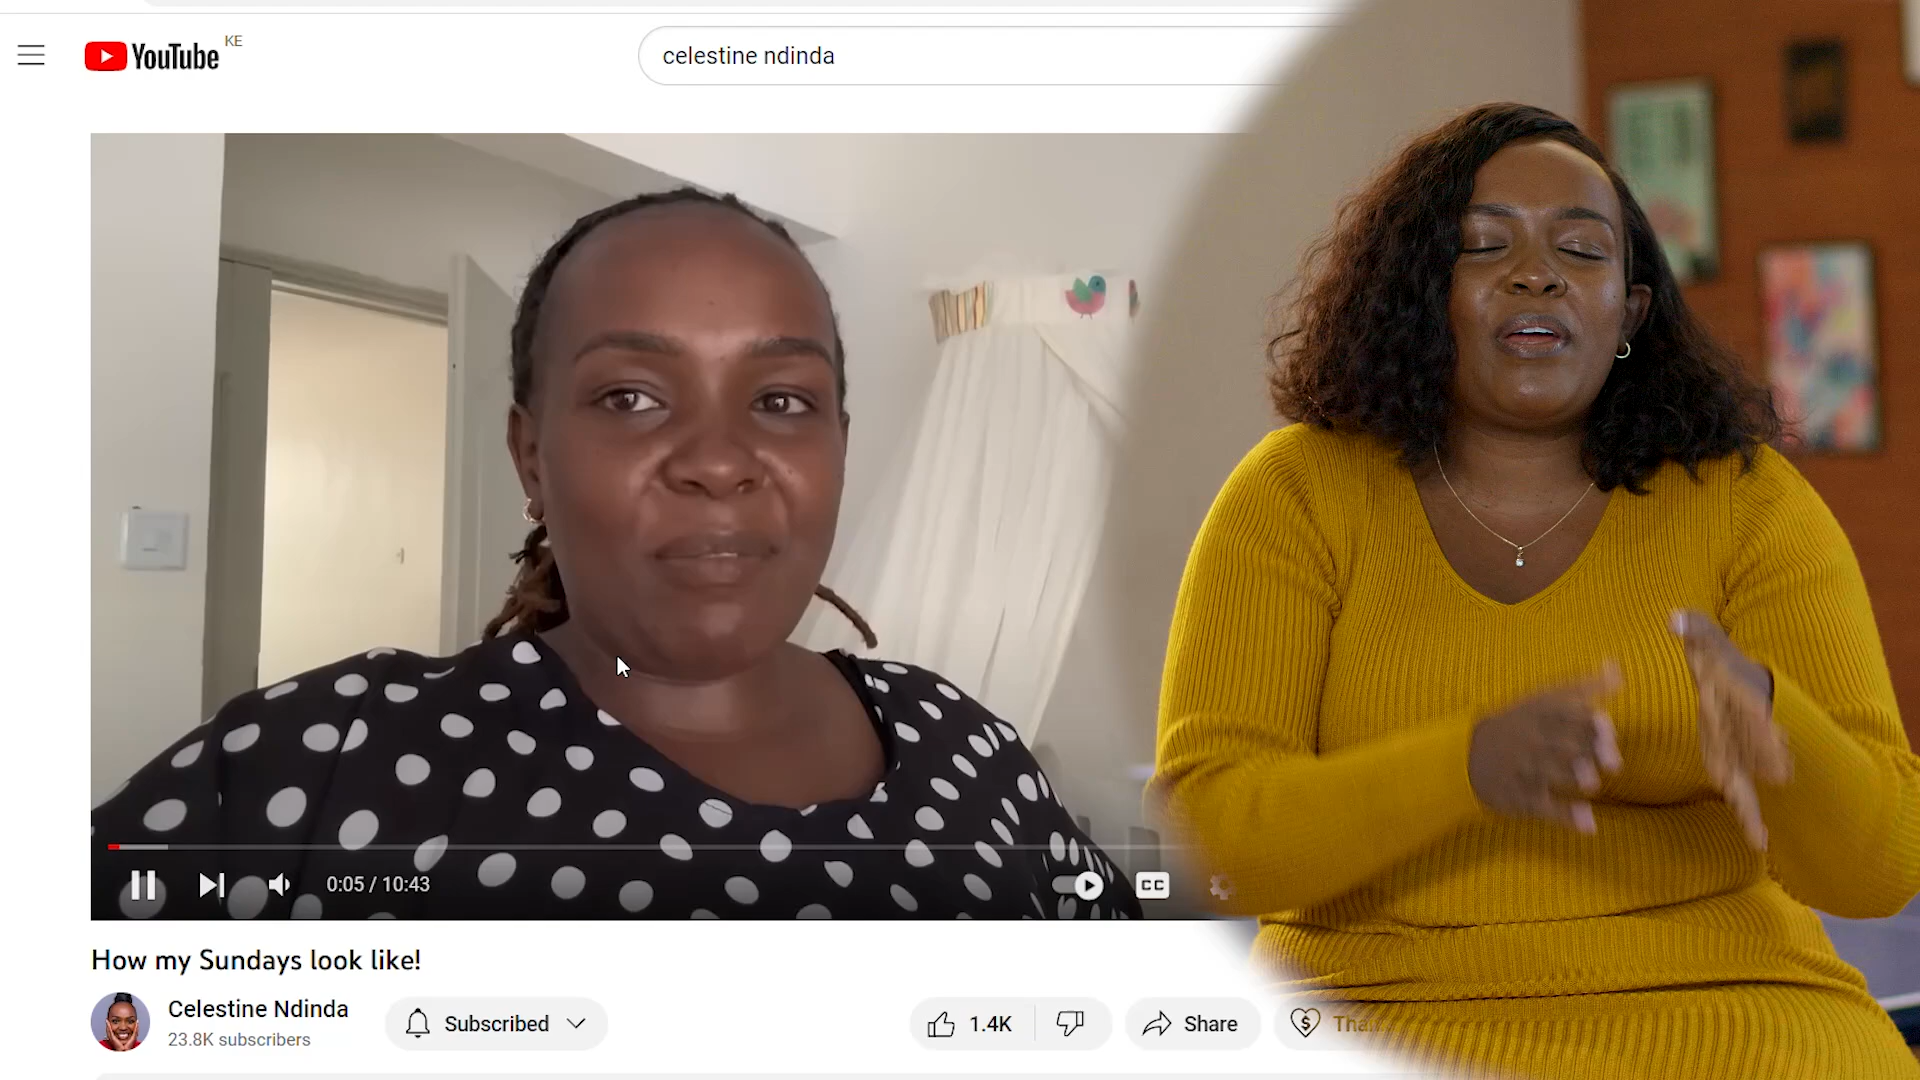 YouTube KE
celestine ndinda
0:05 / 10:43
CC
How my Sundays look like!
Celestine Ndinda
23.8K subscribers
Subscribed
1.4K
Share